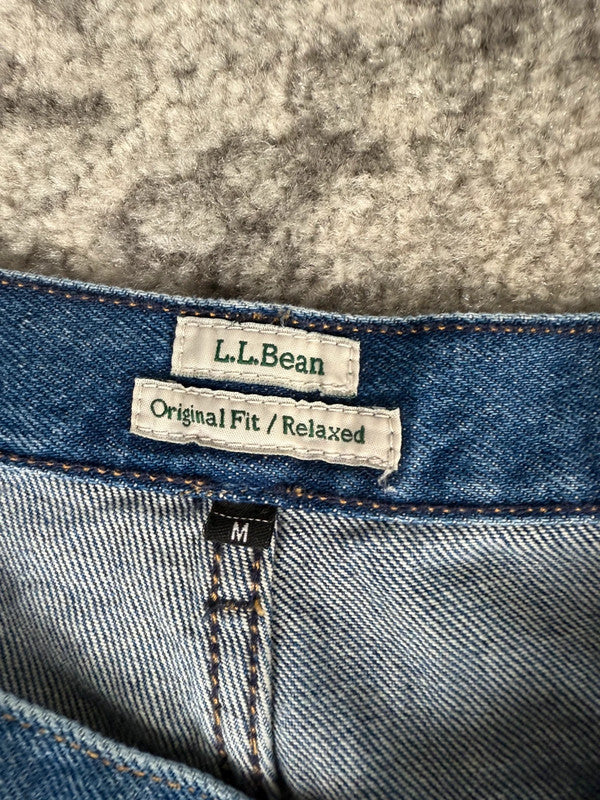 L.L.Bean
Original Fit / Relaxed
M